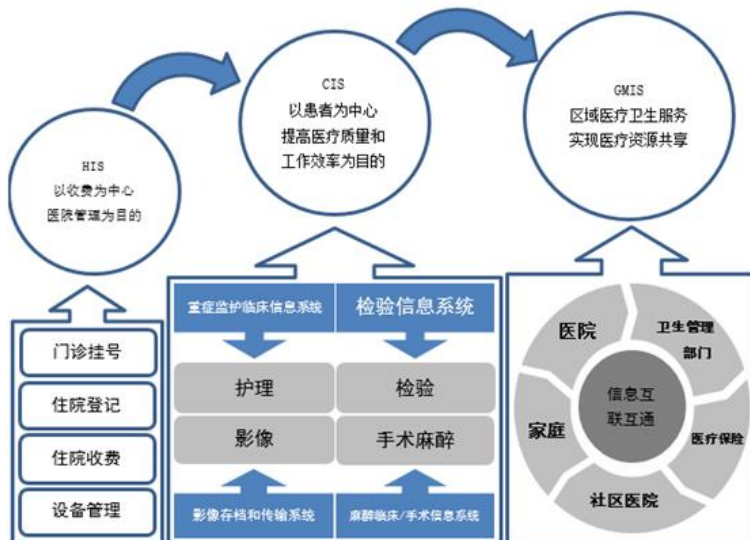 HIS
以收费为中心
医院管理为目的
CIS
以患者为中心
提高医疗质量和
工作效率为目的
GMIS
区域医疗卫生服务
实现医疗资源共享
门诊挂号
住院登记
住院收费
设备管理
重症监护临床信息系统
检验信息系统
护理
检验
影像
手术麻醉
影像存档和传输系统
麻醉临床/手术信息系统
医院
卫生管理
部门
家庭
信息互
联互通
医疗保险
社区医院